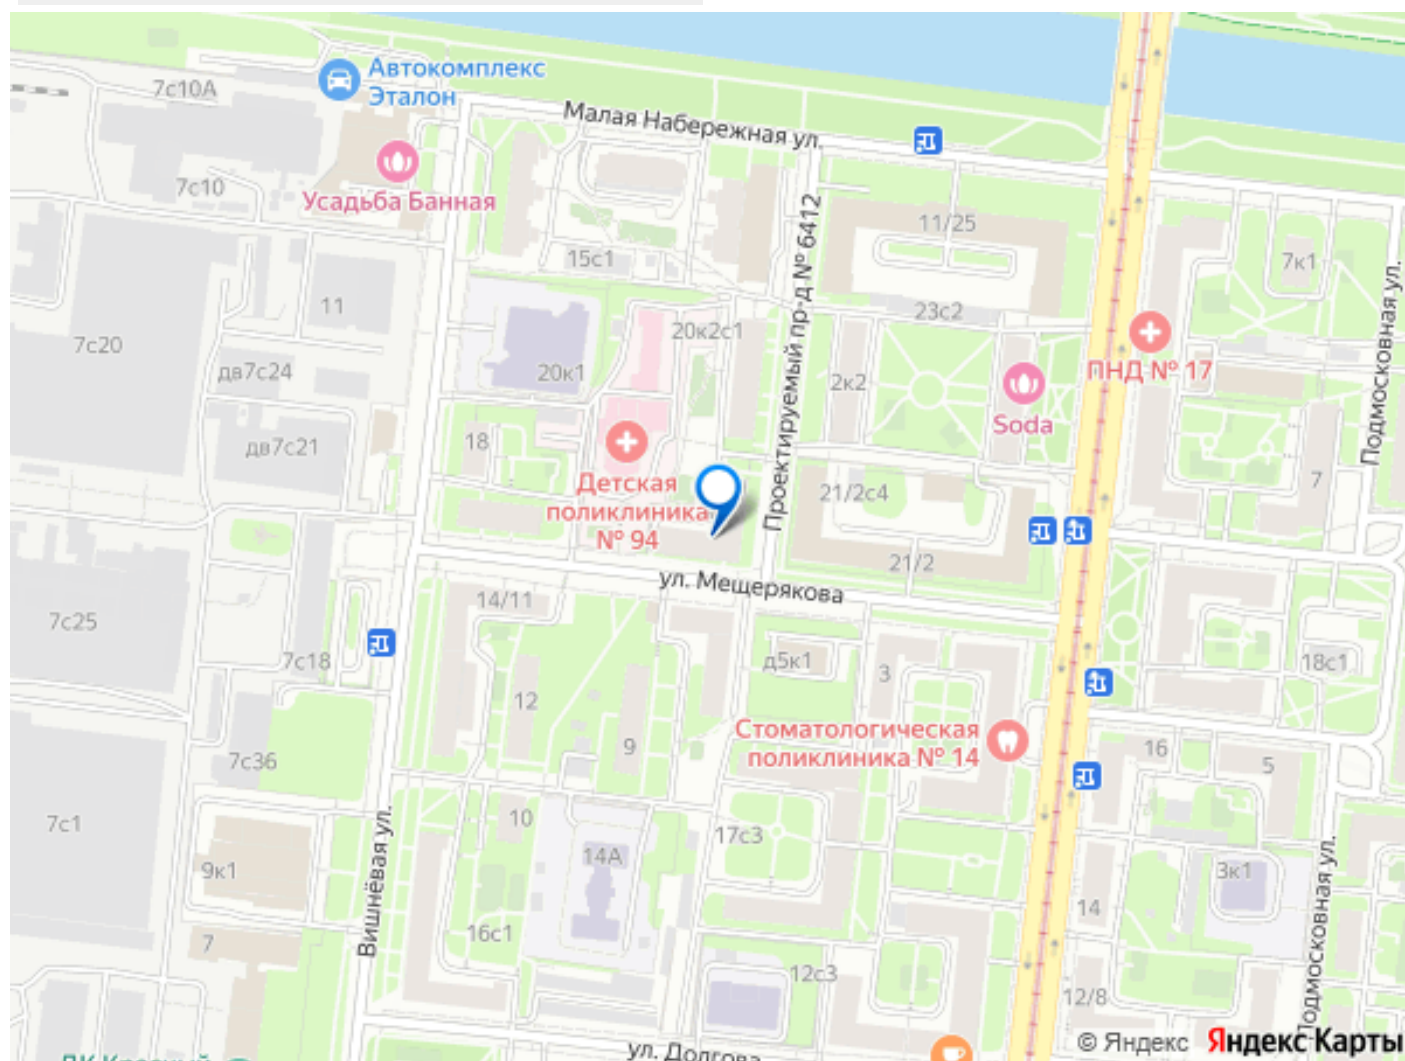 7с10А
Автокомплекс
Эталон
Малая Набережная ул.
7с10
Усадьба Банная
11/25
15с1
7к1
11
23с2
7с20
20к2с1
Проектируемый пр-д № 6412
Подмосковная ул.
дв7с24
20к1
2к2
ПНД № 17
Soda
18
дв7с21
7
Детская
поликлиника
№ 94
21/2с4
21/2
ул. Мещерякова
14/11
7с25
7с18
д5к1
3
18с1
12
9
Стоматологическая
поликлиника № 14
16
5
7с36
7с1
10
17с3
14А
9к1
3к1
Вишнёвая ул.
14
Подмосковная ул.
7
16с1
12с3
12/8
© Яндекс Яндекс Карты
ул. Долгова